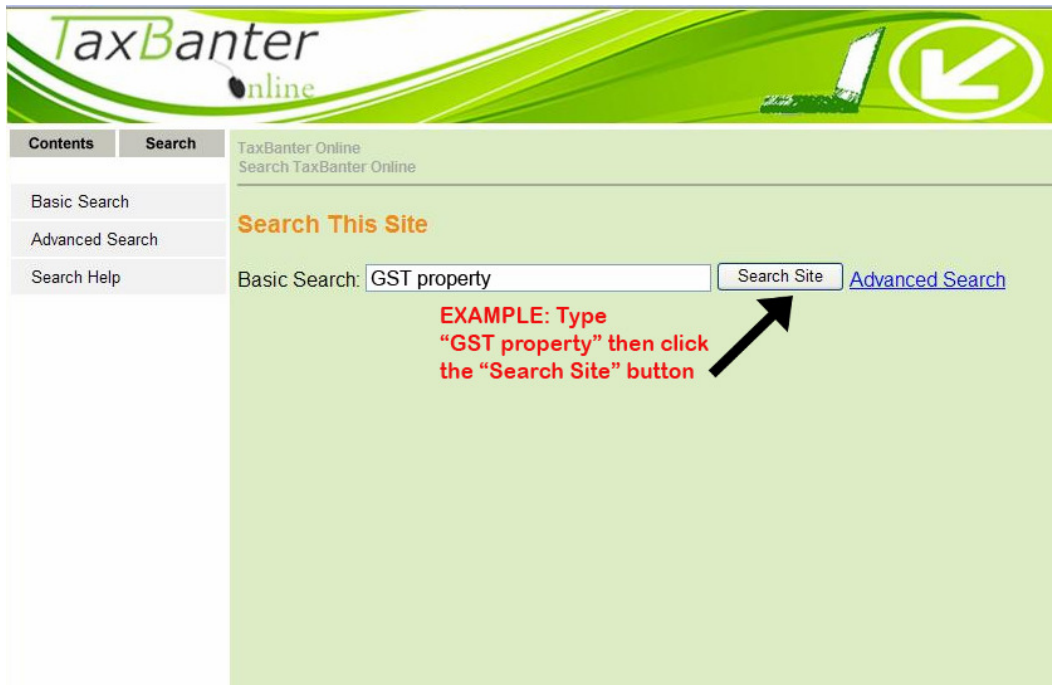 TaxBanter
Online
Contents
Search
TaxBanter Online
Search TaxBanter Online
Basic Search
Advanced Search
Search Help
Search This Site
Basic Search: GST property Search Site Advanced Search
EXAMPLE: Type
“GST property” then click
the “Search Site” button